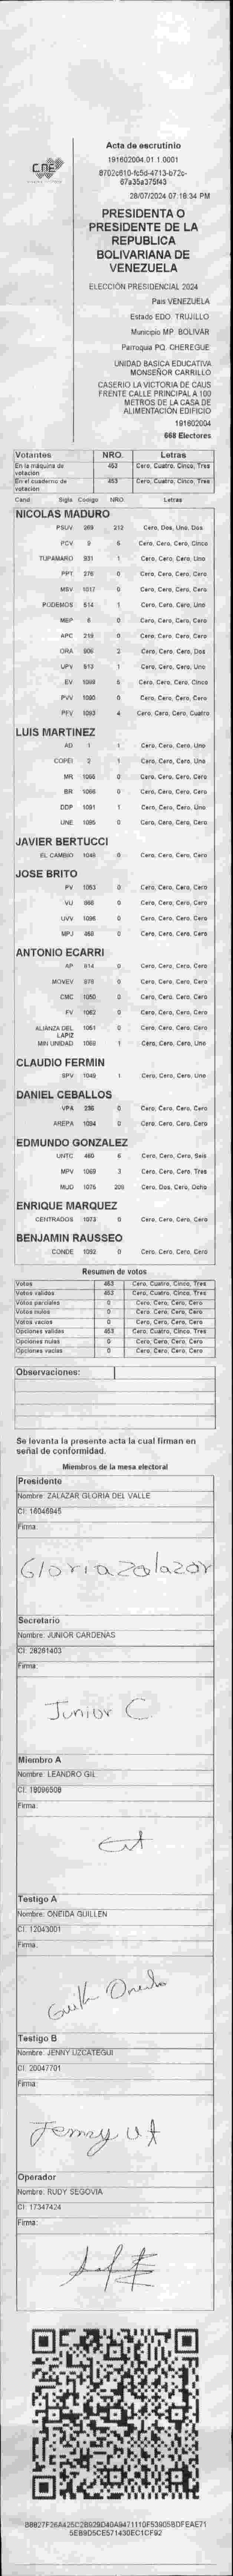 CNE
Acta de escrutinio
191602004.01.1.0001
28/07/2024 07:16:34 PM
PRESIDENTA O
PRESIDENTE DE LA
REPUBLICA
BOLIVARIANA DE
VENEZUELA
ELECCIÓN PRESIDENCIAL 2024
Pais VENEZUELA
Estado EDO. TRUJILLO
Municipio MP. BOLIVAR
Parroquia PQ. CHEREGUE
UNIDAD BASICA EDUCATIVA
MONSEÑOR CARRILLO
CASERIO LA VICTORIA DE CAUS
FRENTE CALLE PRINCIPAL A 100
METROS DE LA CASA DE
ALIMENTACIÓN EDIFICIO
191602004
668 Electores
Votantes NRO. Letras
En la máquina de votación 453 Cero, Cuatro, Cinco, Tres
En el cuaderno de votación 453 Cero, Cuatro, Cinco, Tres
Cand Sigla Codigo NRO Letras
NICOLAS MADURO
PSUV 269 212 Cero, Dos, Uno, Dos
PCV 9 5 Cero, Cero, Cero, Cinco
TUPAMARO 931 1 Cero, Cero, Cero, Uno
PPT 276 0 Cero, Cero, Cero, Cero
MSV 1017 0 Cero, Cero, Cero, Cero
PODEMOS 514 1 Cero, Cero, Cero, Uno
MEP 6 0 Cero, Cero, Cero, Cero
APC 219 0 Cero, Cero, Cero, Cero
ORA 906 2 Cero, Cero, Cero, Dos
UPV 613 1 Cero, Cero, Cero, Uno
EV 1099 5 Cero, Cero, Cero, Cinco
PVV 1090 0 Cero, Cero, Cero, Cero
PFV 1093 4 Cero, Cero, Cero, Cuatro
LUIS MARTINEZ
AD 1 1 Cero, Cero, Cero, Uno
COPEI 2 1 Cero, Cero, Cero, Uno
MR 1066 0 Cero, Cero, Cero, Cero
BR 1086 0 Cero, Cero, Cero, Cero
DDP 1091 1 Cero, Cero, Cero, Uno
UNE 1095 0 Cero, Cero, Cero, Cero
JAVIER BERTUCCI
EL CAMBIO 1046 0 Cero, Cero, Cero, Cero
JOSE BRITO
PV 1053 0 Cero, Cero, Cero, Cero
VU 666 0 Cero, Cero, Cero, Cero
UVV 1096 0 Cero, Cero, Cero, Cero
MPJ 460 0 Cero, Cero, Cero, Cero
ANTONIO ECARRI
AP 914 0 Cero, Cero, Cero, Cero
MOVEV 978 0 Cero, Cero, Cero, Cero
CMC 1050 0 Cero, Cero, Cero, Cero
FV 1062 0 Cero, Cero, Cero, Cero
ALIANZA DEL LAPIZ 1051 0 Cero, Cero, Cero, Cero
MIN UNIDAD 1088 1 Cero, Cero, Cero, Uno
CLAUDIO FERMIN
SPV 1049 1 Cero, Cero, Cero, Uno
DANIEL CEBALLOS
VPA 236 0 Cero, Cero, Cero, Cero
AREPA 1094 0 Cero, Cero, Cero, Cero
EDMUNDO GONZALEZ
UNTC 460 6 Cero, Cero, Cero, Seis
MPV 1069 3 Cero, Cero, Cero, Tres
MUD 1076 208 Cero, Dos, Cero, Ocho
ENRIQUE MARQUEZ
CENTRADOS 1073 0 Cero, Cero, Cero, Cero
BENJAMIN RAUSSEO
CONDE 1092 0 Cero, Cero, Cero, Cero
Resumen de votos
Votos 453 Cero, Cuatro, Cinco, Tres
Votos validos 453 Cero, Cuatro, Cinco, Tres
Votos parciales 0 Cero, Cero, Cero, Cero
Votos nulos 0 Cero, Cero, Cero, Cero
Votos vacios 0 Cero, Cero, Cero, Cero
Opciones validas 453 Cero, Cuatro, Cinco, Tres
Opciones nulas 0 Cero, Cero, Cero, Cero
Opciones vacias 0 Cero, Cero, Cero, Cero
Observaciones:
Se levanta la presente acta la cual firman en
señal de conformidad.
Miembros de la mesa electoral
Presidente
Nombre: ZALAZAR GLORIA DEL VALLE
CI: 16046945
Firma:
Gloria Zalazar
Secretario
Nombre: JUNIOR CARDENAS
CI: 28261403
Firma:
Junior C
Miembro A
Nombre: LEANDRO GIL
CI: 18096508
Firma:
Testigo A
Nombre: ONEIDA GUILLEN
CI: 12043001
Firma:
Testigo B
Nombre: JENNY UZCATEGUI
CI: 20047701
Firma:
Operador
Nombre: RUDY SEGOVIA
CI: 17347424
Firma: